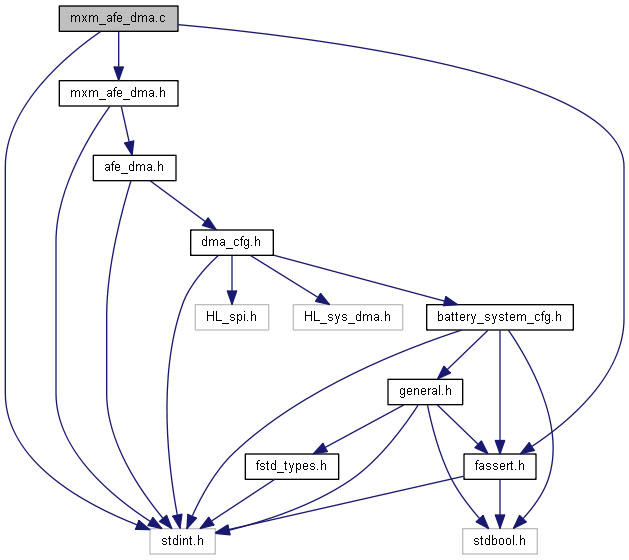 mxm_afe_dma.c
mxm_afe_dma.h
afe_dma.h
dma_cfg.h
HL_spi.h
HL_sys_dma.h
battery_system_cfg.h
general.h
fstd_types.h
fassert.h
stdint.h
stdbool.h